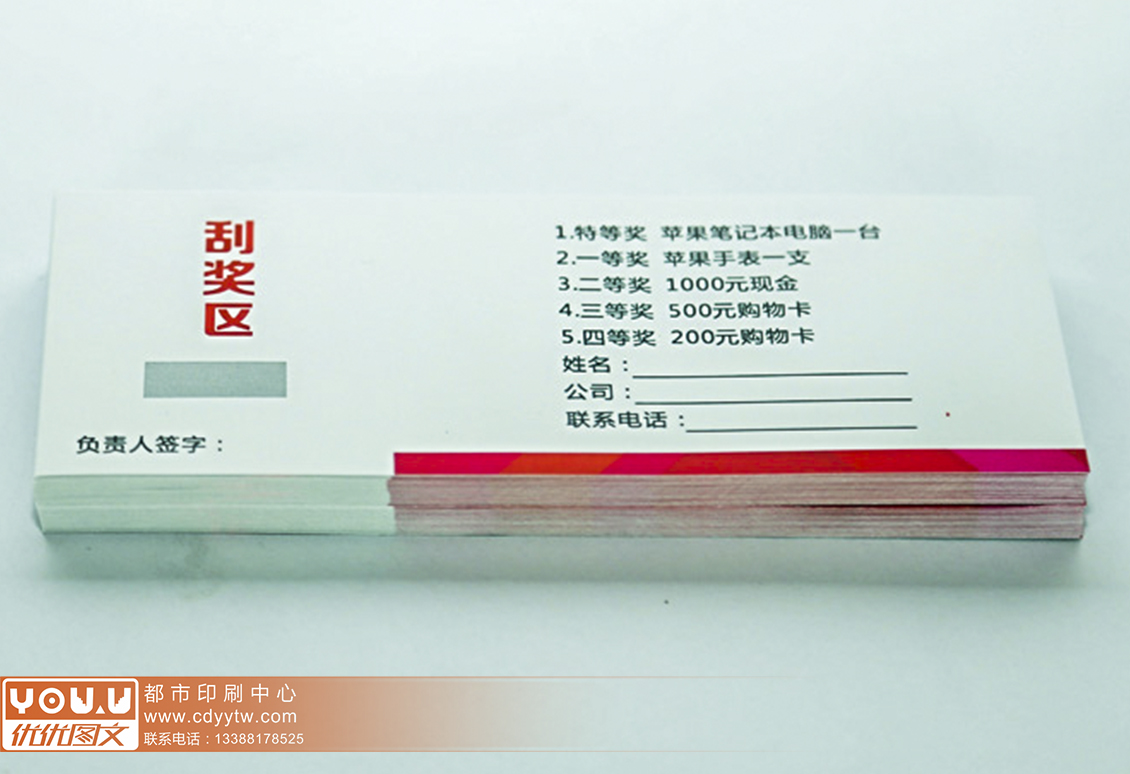 刮奖区
1.特等奖 苹果笔记本电脑一台
2.一等奖 苹果手表一支
3.二等奖 1000元现金
4.三等奖 500元购物卡
5.四等奖 200元购物卡
姓名：
公司：
联系电话：
负责人签字：
YOU.U
优优图文
都市印刷中心
www.cdyytw.com
联系电话：13388178525